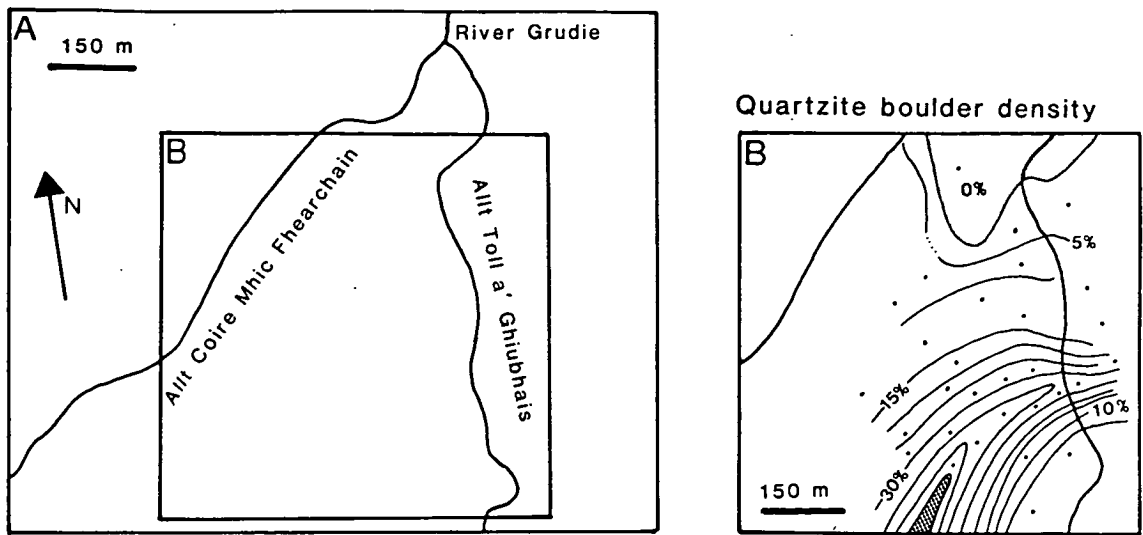 A
150 m
River Grudie
B
N
Allt Coire Mhic Fhearchain
Allt Toll a' Ghiubhais
Quartzite boulder density
B
0%
5%
15%
10%
30%
150 m